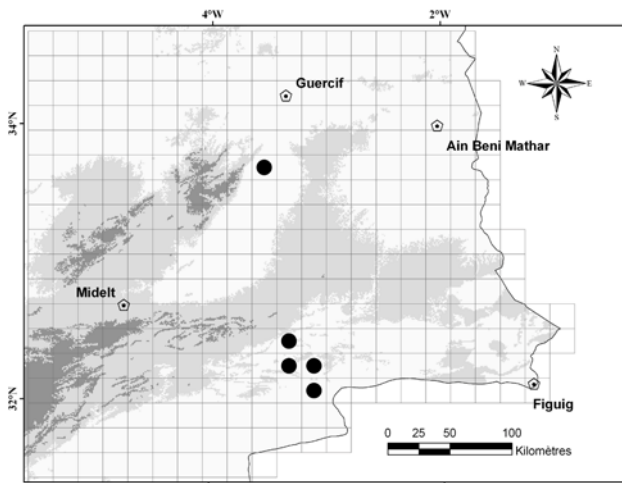 4°W 2°W
N
W E
S
Guercif
34°N
Ain Beni Mathar
Midelt
32°N
Figuig
0 25 50 100
Kilomètres